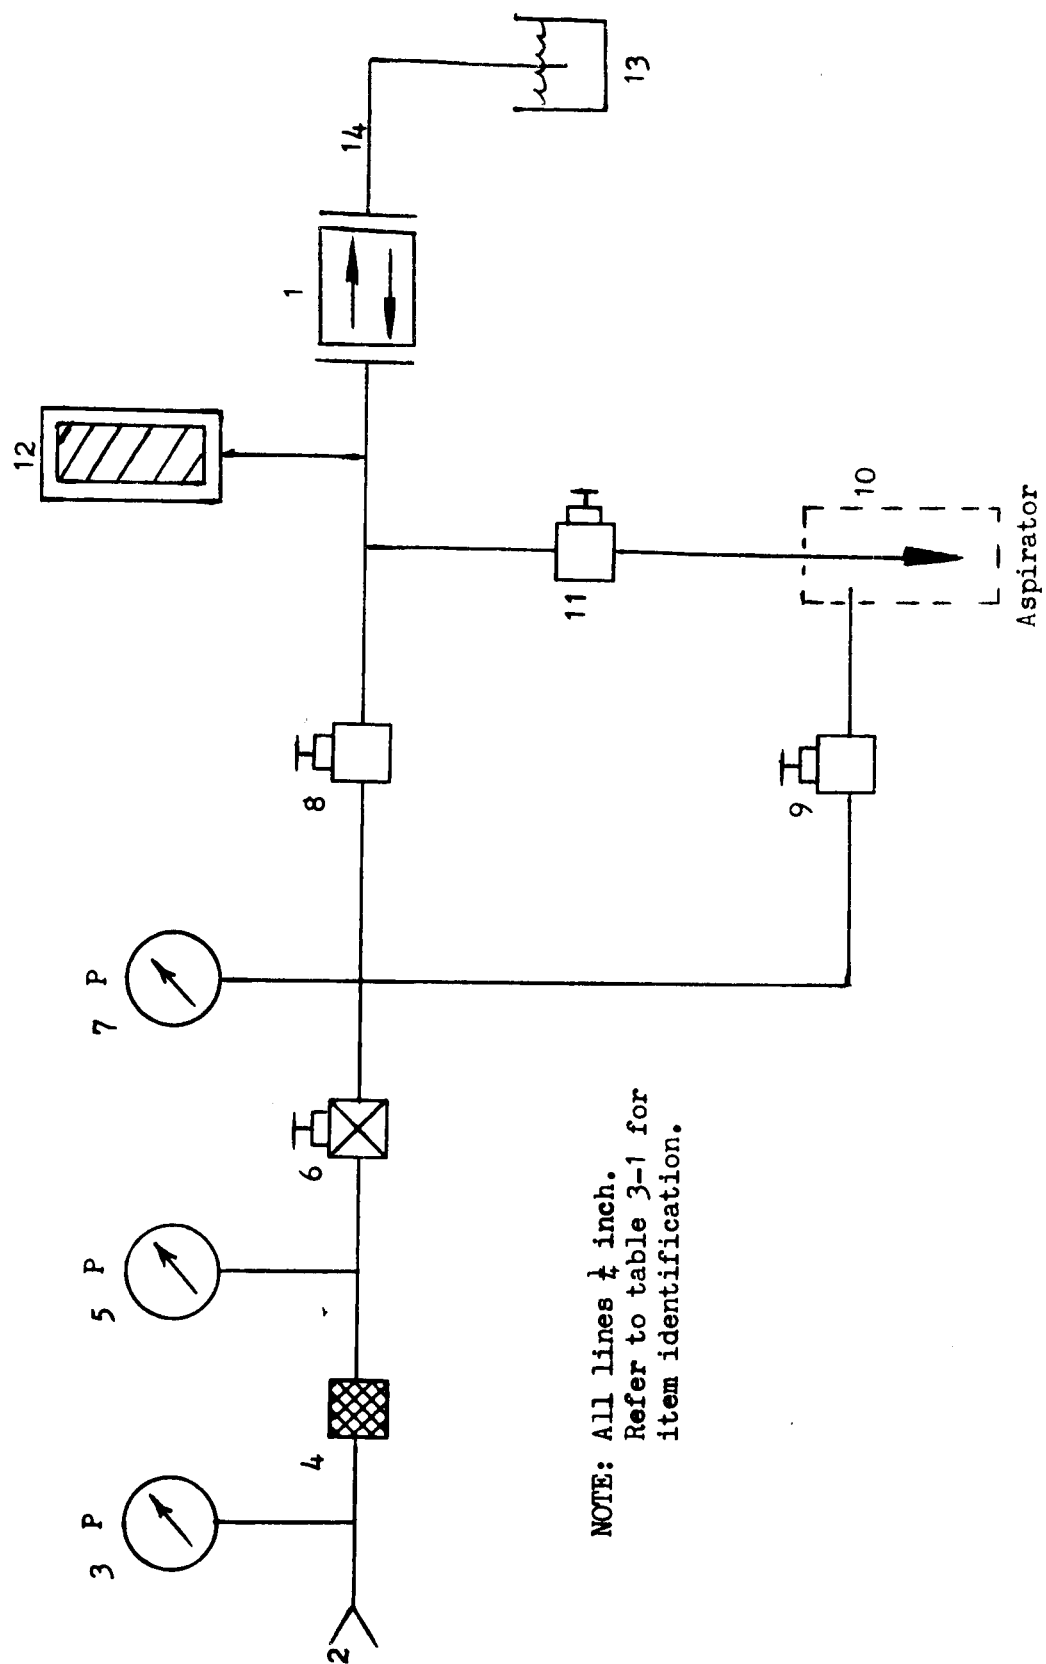 12
1
14
13
7 P
8
11
10
Aspirator
9
5 P
6
3 P
4
2
NOTE: All lines ¼ inch.
Refer to table 3-1 for
item identification.